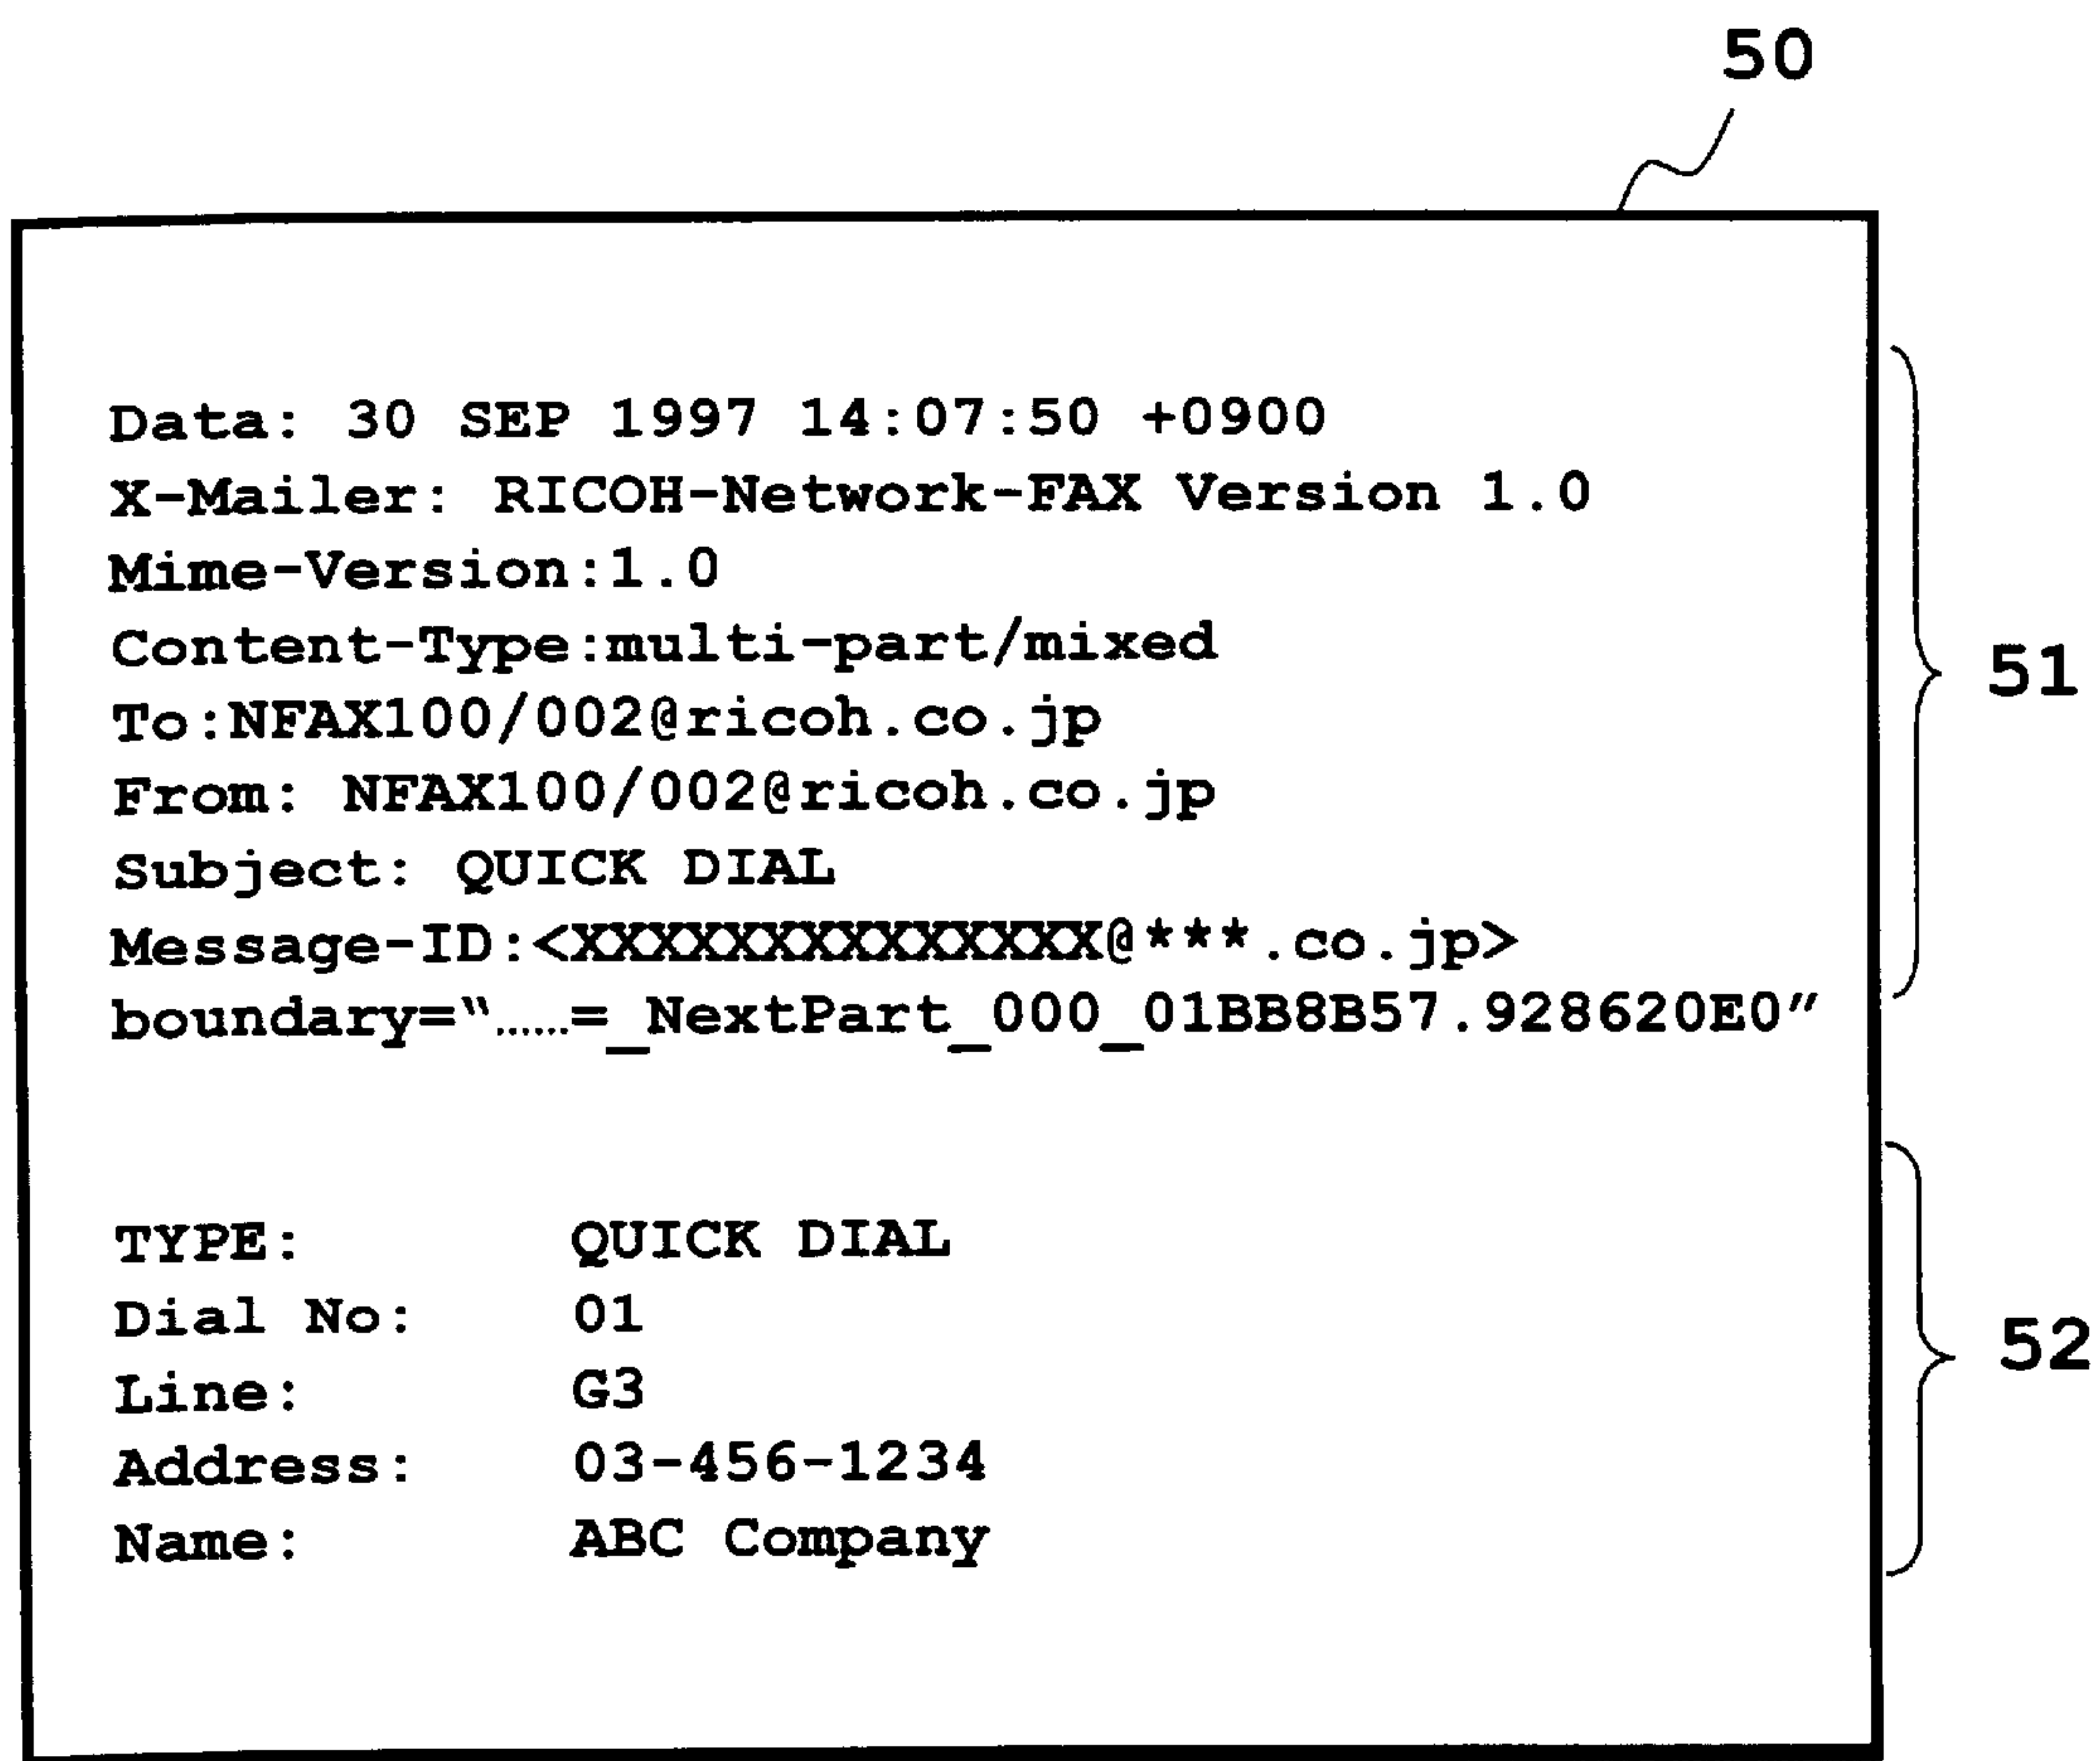 50
Data: 30 SEP 1997 14:07:50 +0900
X-Mailer: RICOH-Network-FAX Version 1.0
Mime-Version:1.0
Content-Type:multi-part/mixed
51
To:NFAX100/002@ricoh.co.jp
From: NFAX100/002@ricoh.co.jp
Subject: QUICK DIAL
Message-ID:<XXXXXXXXXXXXXXX@***.co.jp>
boundary=“......=_NextPart_000_01BB8B57.928620E0”
TYPE: QUICK DIAL
Dial No: 01
52
Line: G3
Address: 03-456-1234
Name: ABC Company